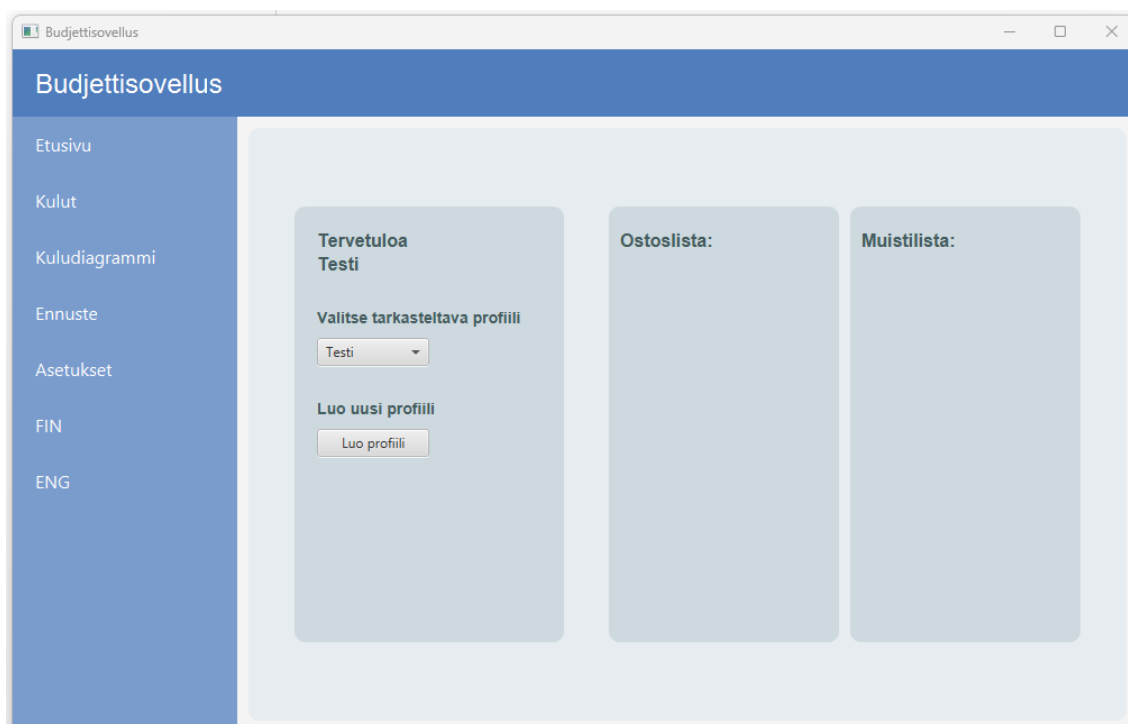 Budjettisovellus
Budjettisovellus
Etusivu
Kulut
Kuludiagrammi
Ennuste
Asetukset
FIN
ENG
Tervetuloa
Testi
Valitse tarkasteltava profiili
Testi
Luo uusi profiili
Luo profiili
Ostoslista:
Muistilista: